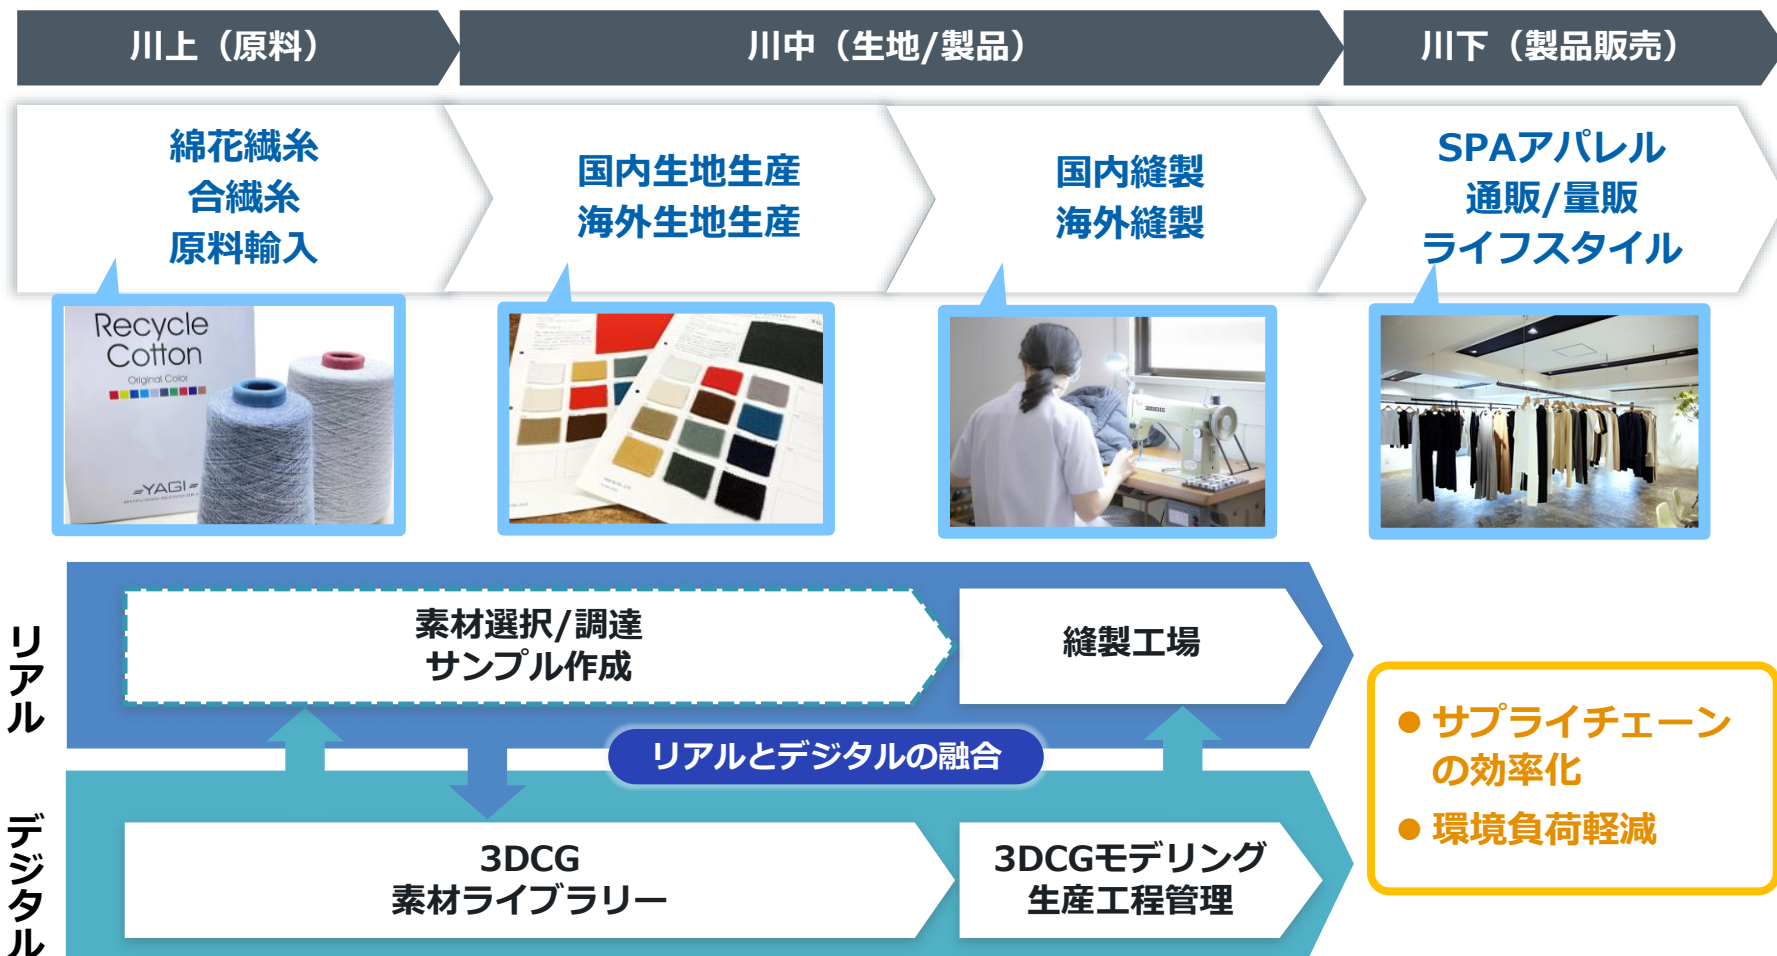 川上（原料）
川中（生地/製品）
川下（製品販売）
綿花繊糸
合繊糸
原料輸入
国内生地生産
海外生地生産
国内縫製
海外縫製
SPAアパレル
通販/量販
ライフスタイル
Recycle
Cotton
Original Color
YAGI
リアル
素材選択/調達
サンプル作成
縫製工場
リアルとデジタルの融合
デジタル
3DCG
素材ライブラリー
3DCGモデリング
生産工程管理
● サプライチェーン
の効率化
● 環境負荷軽減